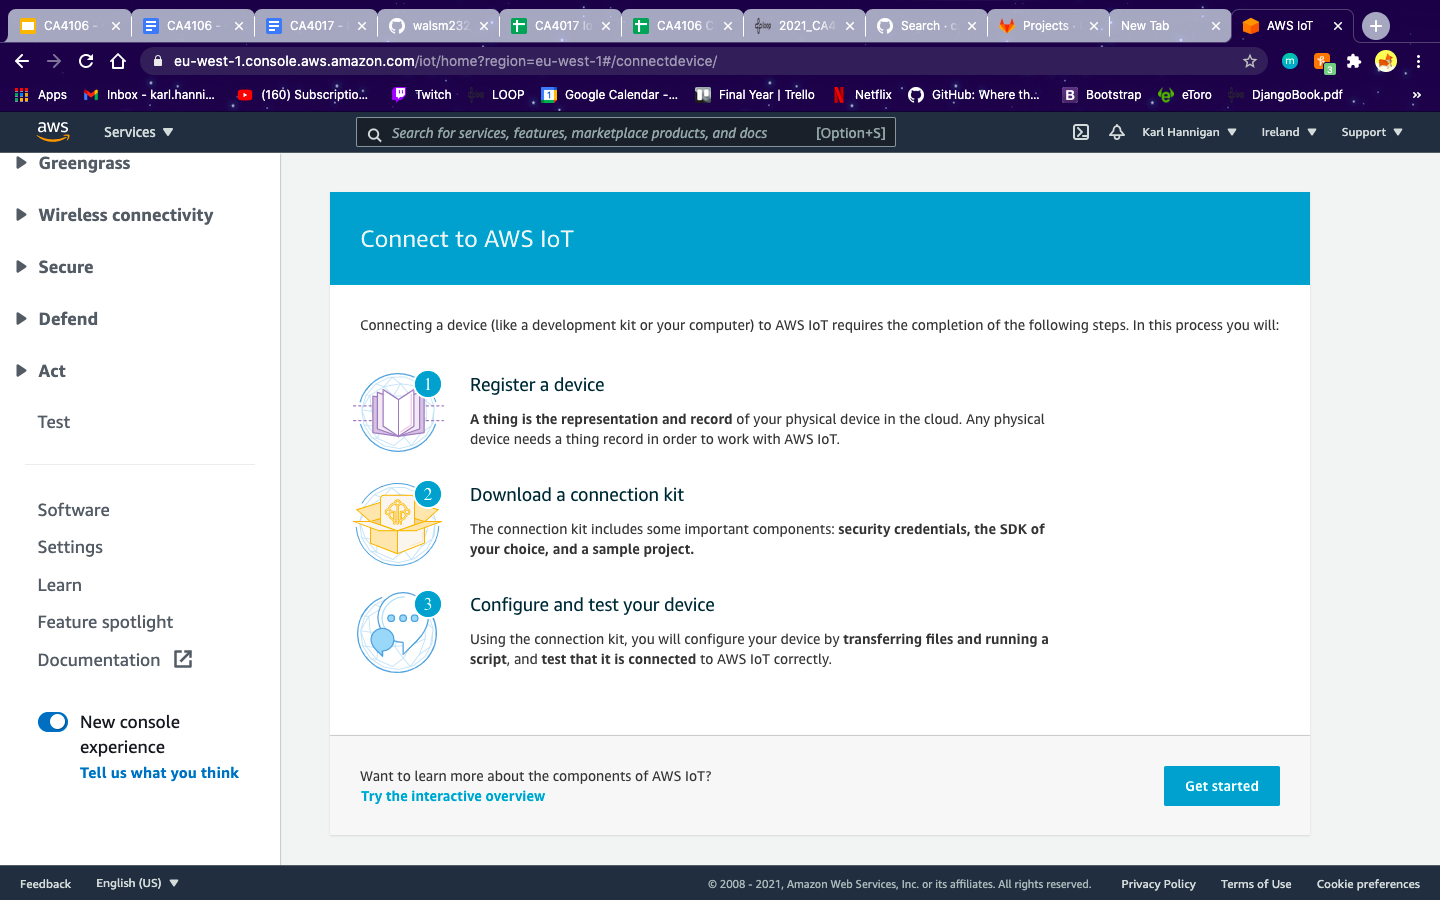 CA4106 -
CA4106 -
CA4017 -
walsm232
CA4017 Io
CA4106 C
2021_CA4
Search · c
Projects ·
New Tab
AWS IoT
eu-west-1.console.aws.amazon.com/iot/home?region=eu-west-1#/connectdevice/
m
3
Apps
Inbox - karl.hanni...
(160) Subscriptio...
Twitch
LOOP
Google Calendar -...
Final Year | Trello
Netflix
GitHub: Where th...
Bootstrap
eToro
DjangoBook.pdf
»
aws
Services
Search for services, features, marketplace products, and docs
[Option+S]
Karl Hannigan
Ireland
Support
Greengrass
Wireless connectivity
Secure
Defend
Act
Test
Software
Settings
Learn
Feature spotlight
Documentation
New console
experience
Tell us what you think
Connect to AWS IoT
Connecting a device (like a development kit or your computer) to AWS IoT requires the completion of the following steps. In this process you will:
1
Register a device
A thing is the representation and record of your physical device in the cloud. Any physical
device needs a thing record in order to work with AWS IoT.
2
Download a connection kit
The connection kit includes some important components: security credentials, the SDK of
your choice, and a sample project.
3
Configure and test your device
Using the connection kit, you will configure your device by transferring files and running a
script, and test that it is connected to AWS IoT correctly.
Want to learn more about the components of AWS IoT?
Try the interactive overview
Get started
Feedback
English (US)
© 2008 - 2021, Amazon Web Services, Inc. or its affiliates. All rights reserved.
Privacy Policy
Terms of Use
Cookie preferences